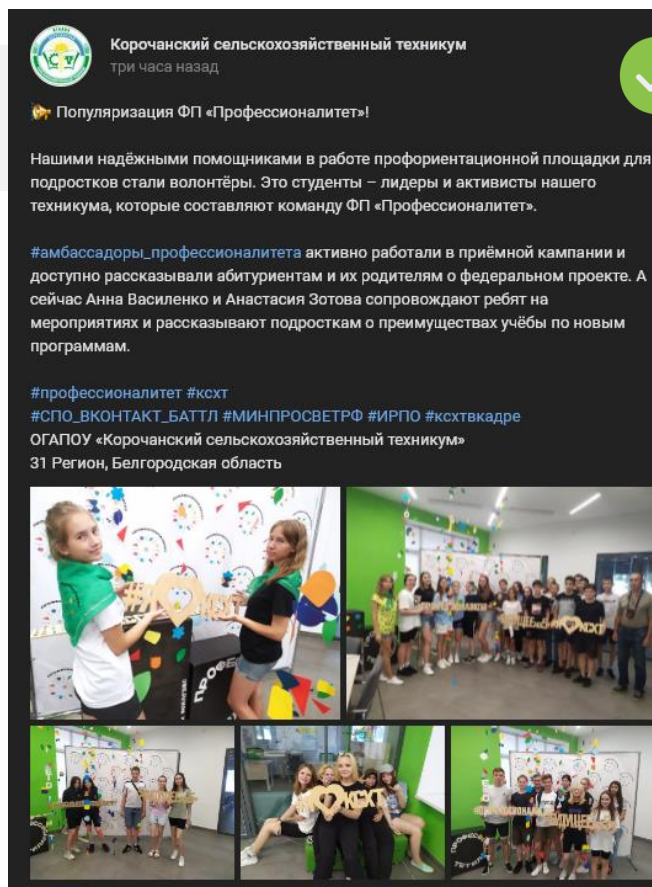 Корочанский сельскохозяйственный техникум
три часа назад
Популяризация ФП «Профессионалитет»!
Нашими надёжными помощниками в работе профориентационной площадки для
подростков стали волонтёры. Это студенты – лидеры и активисты нашего
техникума, которые составляют команду ФП «Профессионалитет».
#амбассадоры_профессионалитета активно работали в приёмной кампании и
доступно рассказывали абитуриентам и их родителям о федеральном проекте. А
сейчас Анна Василенко и Анастасия Зотова сопровождают ребят на
мероприятиях и рассказывают подросткам о преимуществах учёбы по новым
программам.
#профессионалитет #ксхт
#СПО_ВКОНТАКТ_БАТТЛ #МИНПРОСВЕТРФ #ИРПО #ксхтвкадре
ОГАПОУ «Корочанский сельскохозяйственный техникум»
31 Регион, Белгородская область
КСХТ
КСХТ
КСХТ